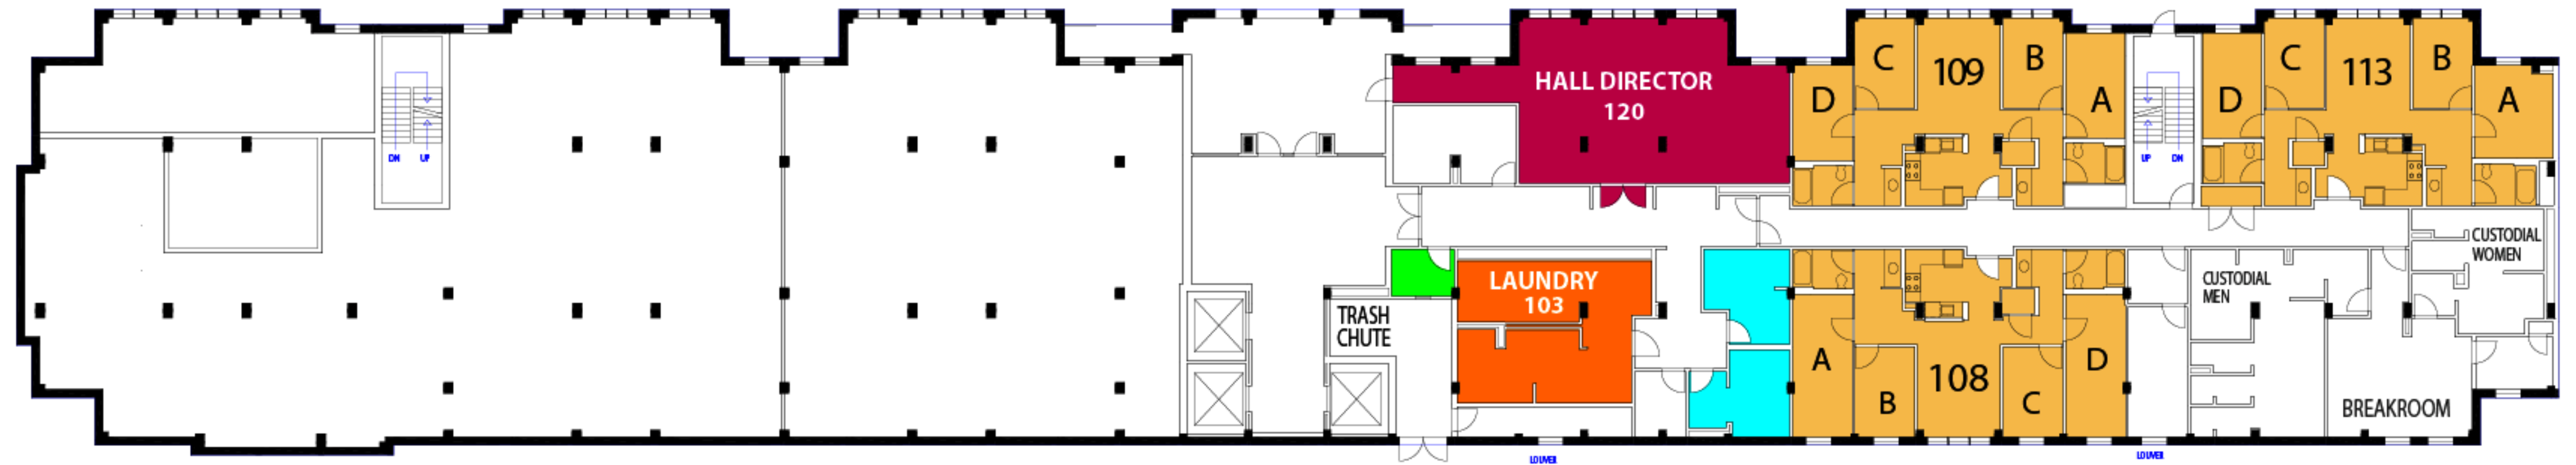 DN UP
HALL DIRECTOR
120
C
109
B
D
A
UP DN
D
C
113
B
A
LAUNDRY
103
TRASH
CHUTE
A
B
108
C
D
CUSTODIAL
MEN
CUSTODIAL
WOMEN
BREAKROOM
LOUVER
LOUVER